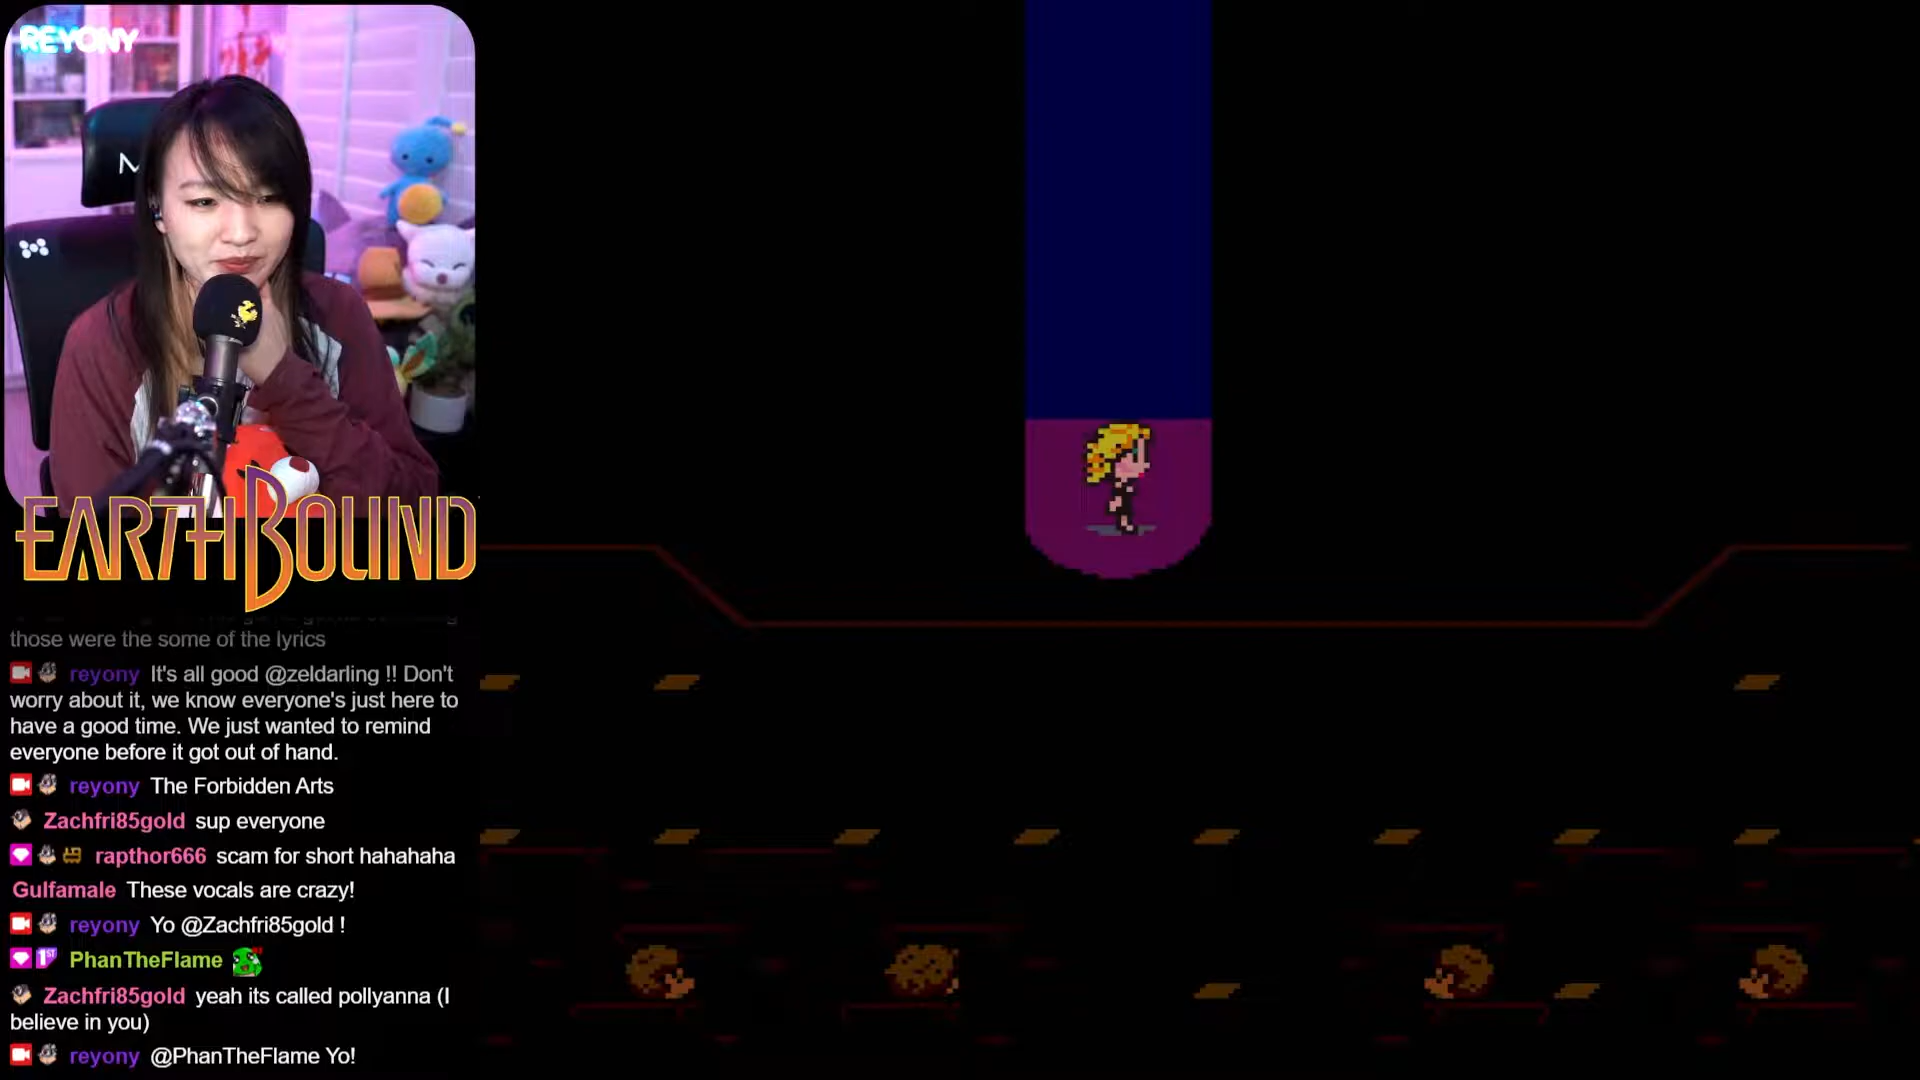 REYONY
EARTHBOUND
those were the some of the lyrics
reyony It's all good @zeldarling !! Don't
worry about it, we know everyone's just here to
have a good time. We just wanted to remind
everyone before it got out of hand.
reyony The Forbidden Arts
Zachfri85gold sup everyone
rapthor666 scam for short hahahaha
Gulfamale These vocals are crazy!
reyony Yo @Zachfri85gold !
1ST PhanTheFlame
Zachfri85gold yeah its called pollyanna (I
believe in you)
reyony @PhanTheFlame Yo!